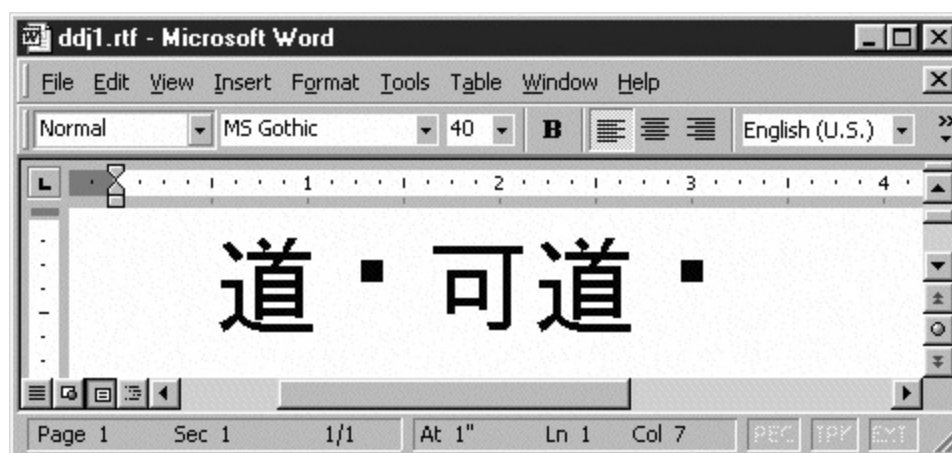 ddj1.rtf - Microsoft Word
File Edit View Insert Format Tools Table Window Help
Normal MS Gothic 40 B English (U.S.) »
L 1 2 3 4
道▪可道▪
Page 1 Sec 1 1/1 At 1" Ln 1 Col 7 REC TRK EXT